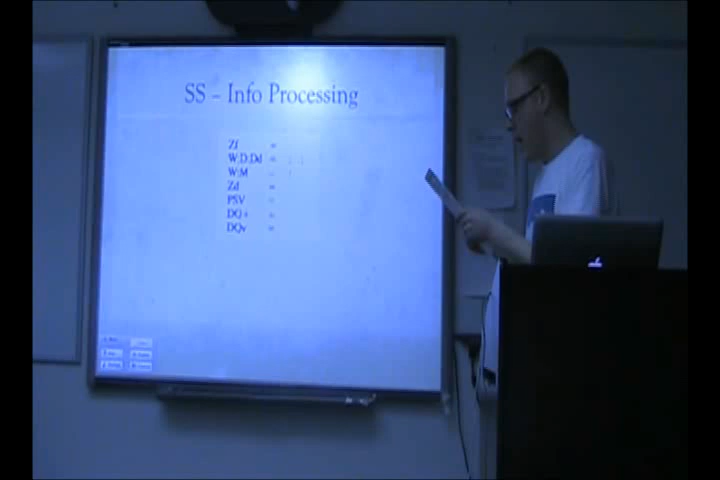 SS – Info Processing
Zf =
W:D:Dd = : :
W:M = :
Zd =
PSV =
DQ+ =
DQv =